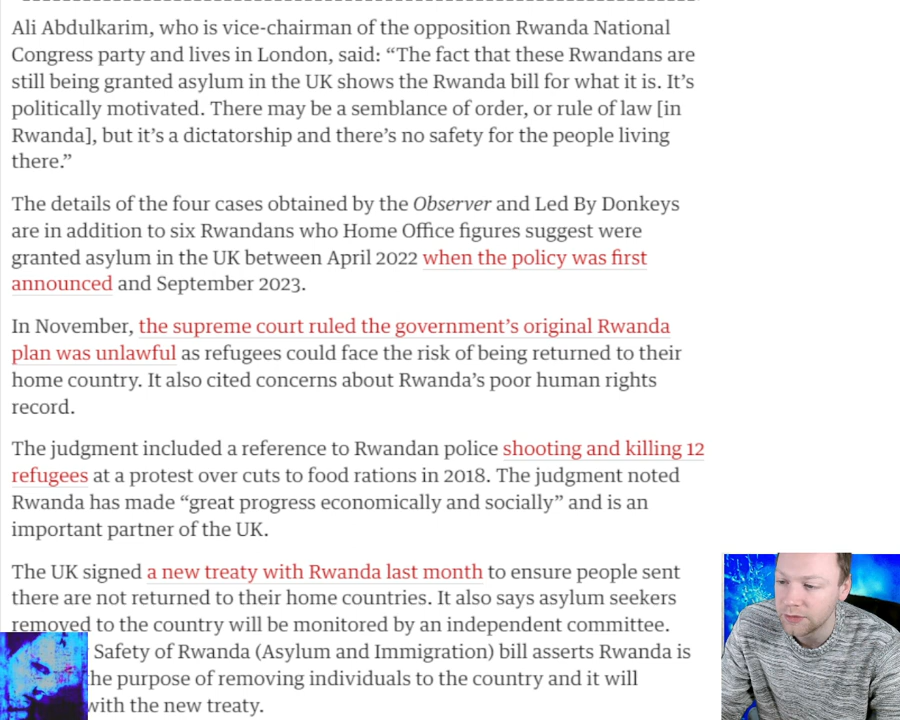 Ali Abdulkarim, who is vice-chairman of the opposition Rwanda National
Congress party and lives in London, said: “The fact that these Rwandans are
still being granted asylum in the UK shows the Rwanda bill for what it is. It’s
politically motivated. There may be a semblance of order, or rule of law [in
Rwanda], but it’s a dictatorship and there’s no safety for the people living
there.”
The details of the four cases obtained by the Observer and Led By Donkeys
are in addition to six Rwandans who Home Office figures suggest were
granted asylum in the UK between April 2022 when the policy was first
announced and September 2023.
In November, the supreme court ruled the government’s original Rwanda
plan was unlawful as refugees could face the risk of being returned to their
home country. It also cited concerns about Rwanda’s poor human rights
record.
The judgment included a reference to Rwandan police shooting and killing 12
refugees at a protest over cuts to food rations in 2018. The judgment noted
Rwanda has made “great progress economically and socially” and is an
important partner of the UK.
The UK signed a new treaty with Rwanda last month to ensure people sent
there are not returned to their home countries. It also says asylum seekers
removed to the country will be monitored by an independent committee.
Safety of Rwanda (Asylum and Immigration) bill asserts Rwanda is
the purpose of removing individuals to the country and it will
with the new treaty.